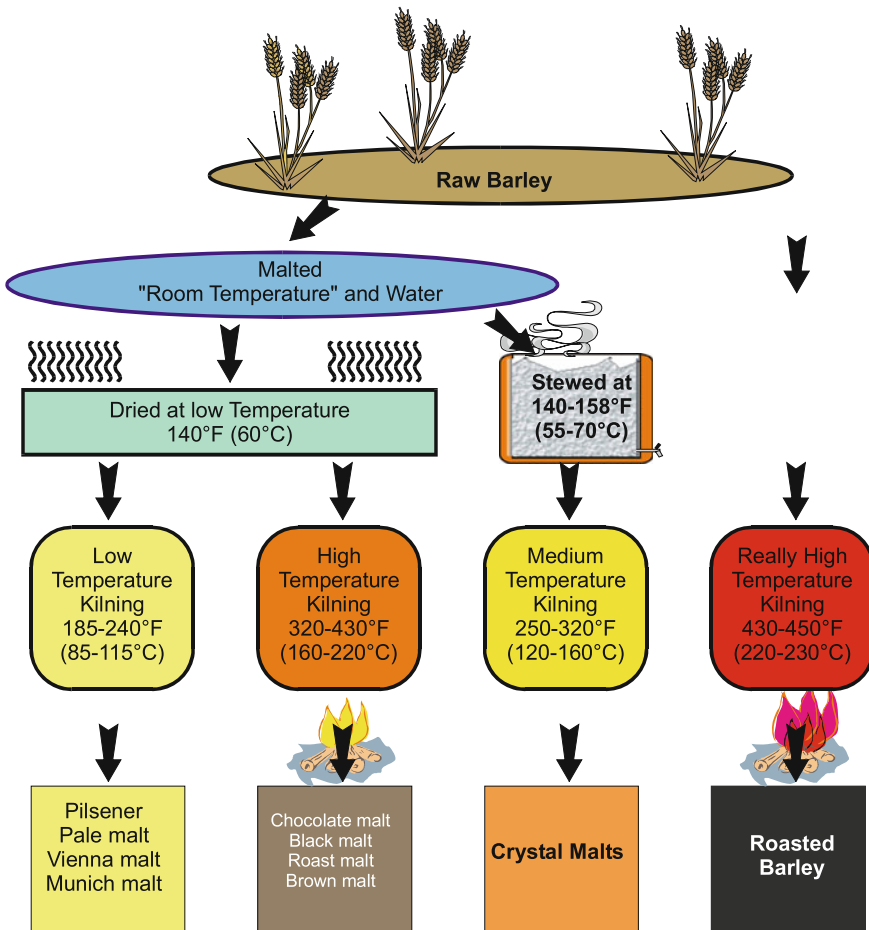 Raw Barley
Malted
"Room Temperature" and Water
Dried at low Temperature
140°F (60°C)
Stewed at
140-158°F
(55-70°C)
Low
Temperature
Kilning
185-240°F
(85-115°C)
High
Temperature
Kilning
320-430°F
(160-220°C)
Medium
Temperature
Kilning
250-320°F
(120-160°C)
Really High
Temperature
Kilning
430-450°F
(220-230°C)
Pilsener
Pale malt
Vienna malt
Munich malt
Chocolate malt
Black malt
Roast malt
Brown malt
Crystal Malts
Roasted
Barley